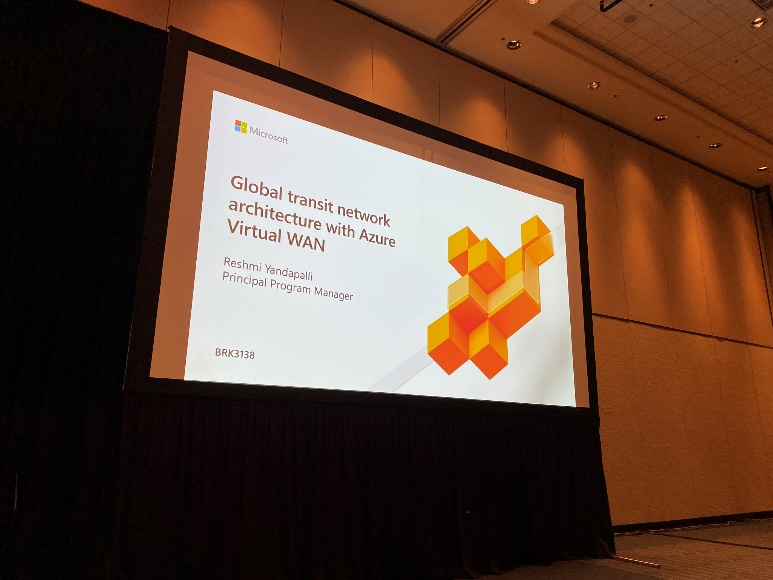 Microsoft
Global transit network
architecture with Azure
Virtual WAN
Reshmi Yandapalli
Principal Program Manager
BRK3138